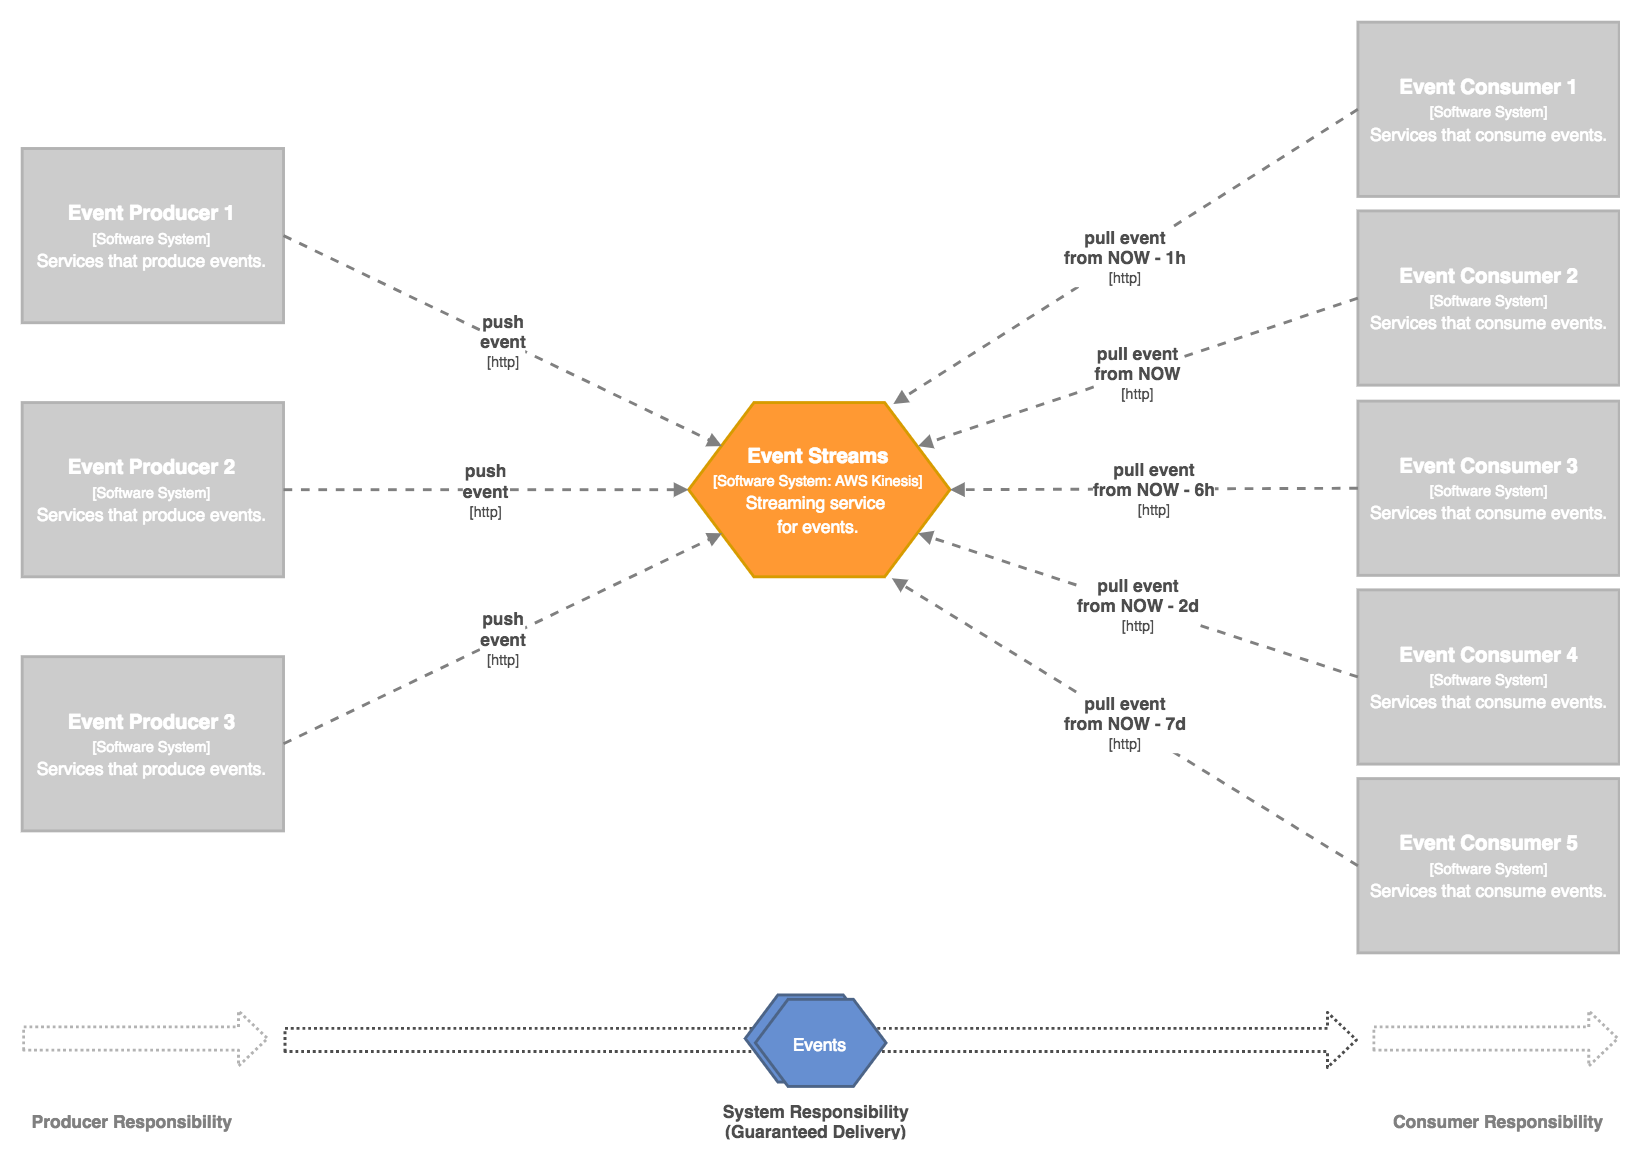 Event Producer 1
[Software System]
Services that produce events.
Event Producer 2
[Software System]
Services that produce events.
Event Producer 3
[Software System]
Services that produce events.
push
event
[http]
push
event
[http]
push
event
[http]
Event Streams
[Software System: AWS Kinesis]
Streaming service
for events.
pull event
from NOW - 1h
[http]
pull event
from NOW
[http]
pull event
from NOW - 6h
[http]
pull event
from NOW - 2d
[http]
pull event
from NOW - 7d
[http]
Event Consumer 1
[Software System]
Services that consume events.
Event Consumer 2
[Software System]
Services that consume events.
Event Consumer 3
[Software System]
Services that consume events.
Event Consumer 4
[Software System]
Services that consume events.
Event Consumer 5
[Software System]
Services that consume events.
Events
Producer Responsibility
System Responsibility
(Guaranteed Delivery)
Consumer Responsibility